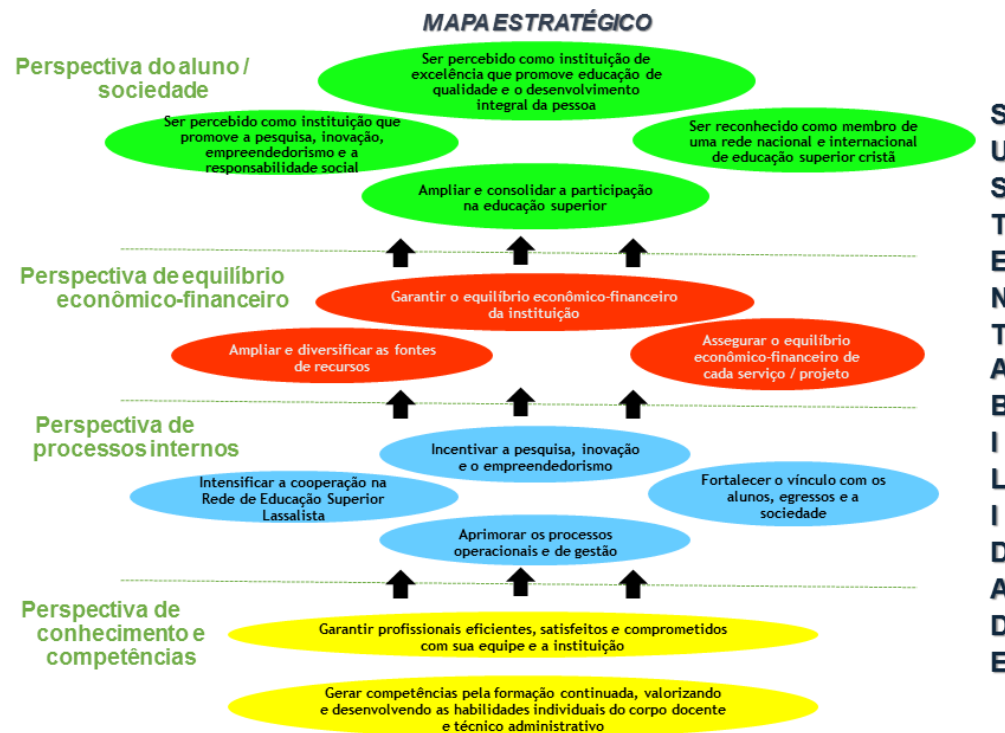 MAPA ESTRATÉGICO
Perspectiva do aluno /
sociedade
Ser percebido como instituição de
excelência que promove educação de
qualidade e o desenvolvimento
integral da pessoa
Ser percebido como instituição que
promove a pesquisa, inovação,
empreendedorismo e a
responsabilidade social
Ser reconhecido como membro de
uma rede nacional e internacional
de educação superior cristã
Ampliar e consolidar a participação
na educação superior
Perspectiva de equilíbrio
econômico-financeiro
Garantir o equilíbrio econômico-financeiro
da instituição
Ampliar e diversificar as fontes
de recursos
Assegurar o equilíbrio
econômico-financeiro de
cada serviço / projeto
Perspectiva de
processos internos
Incentivar a pesquisa, inovação
e o empreendedorismo
Intensificar a cooperação na
Rede de Educação Superior
Lassalista
Fortalecer o vínculo com os
alunos, egressos e a
sociedade
Aprimorar os processos
operacionais e de gestão
Perspectiva de
conhecimento e
competências
Garantir profissionais eficientes, satisfeitos e comprometidos
com sua equipe e a instituição
Gerar competências pela formação continuada, valorizando
e desenvolvendo as habilidades individuais do corpo docente
e técnico administrativo
S
U
S
T
E
N
T
A
B
I
L
I
D
A
D
E